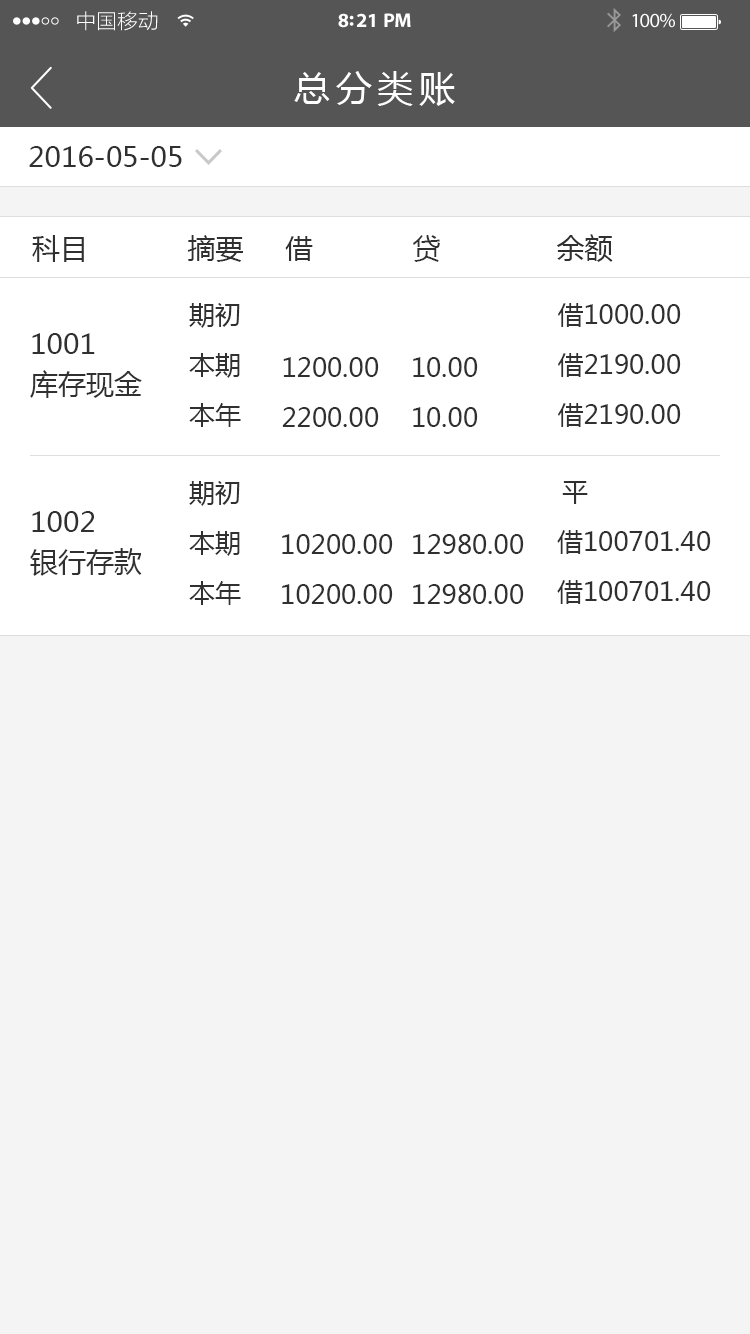 中国移动 8:21 PM 100%
总分类账
2016-05-05
科目 摘要 借 贷 余额
1001
库存现金
期初 借1000.00
本期 1200.00 10.00 借2190.00
本年 2200.00 10.00 借2190.00
1002
银行存款
期初 平
本期 10200.00 12980.00 借100701.40
本年 10200.00 12980.00 借100701.40